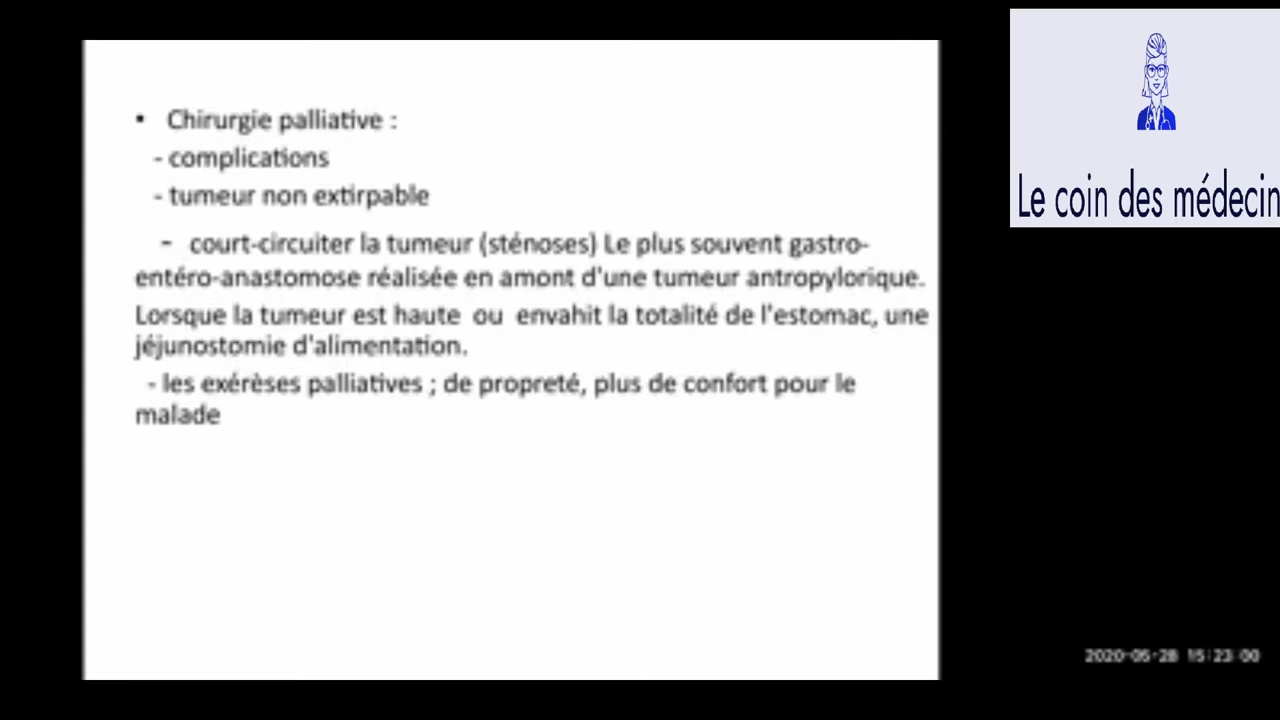 • Chirurgie palliative :
- complications
- tumeur non extirpable
- court-circuiter la tumeur (sténoses) Le plus souvent gastro-
entéro-anastomose réalisée en amont d'une tumeur antropylorique.
Lorsque la tumeur est haute ou envahit la totalité de l'estomac, une
jéjunostomie d'alimentation.
- les exérèses palliatives ; de propreté, plus de confort pour le
malade
Le coin des médecin
2020-05-28 15:23:00